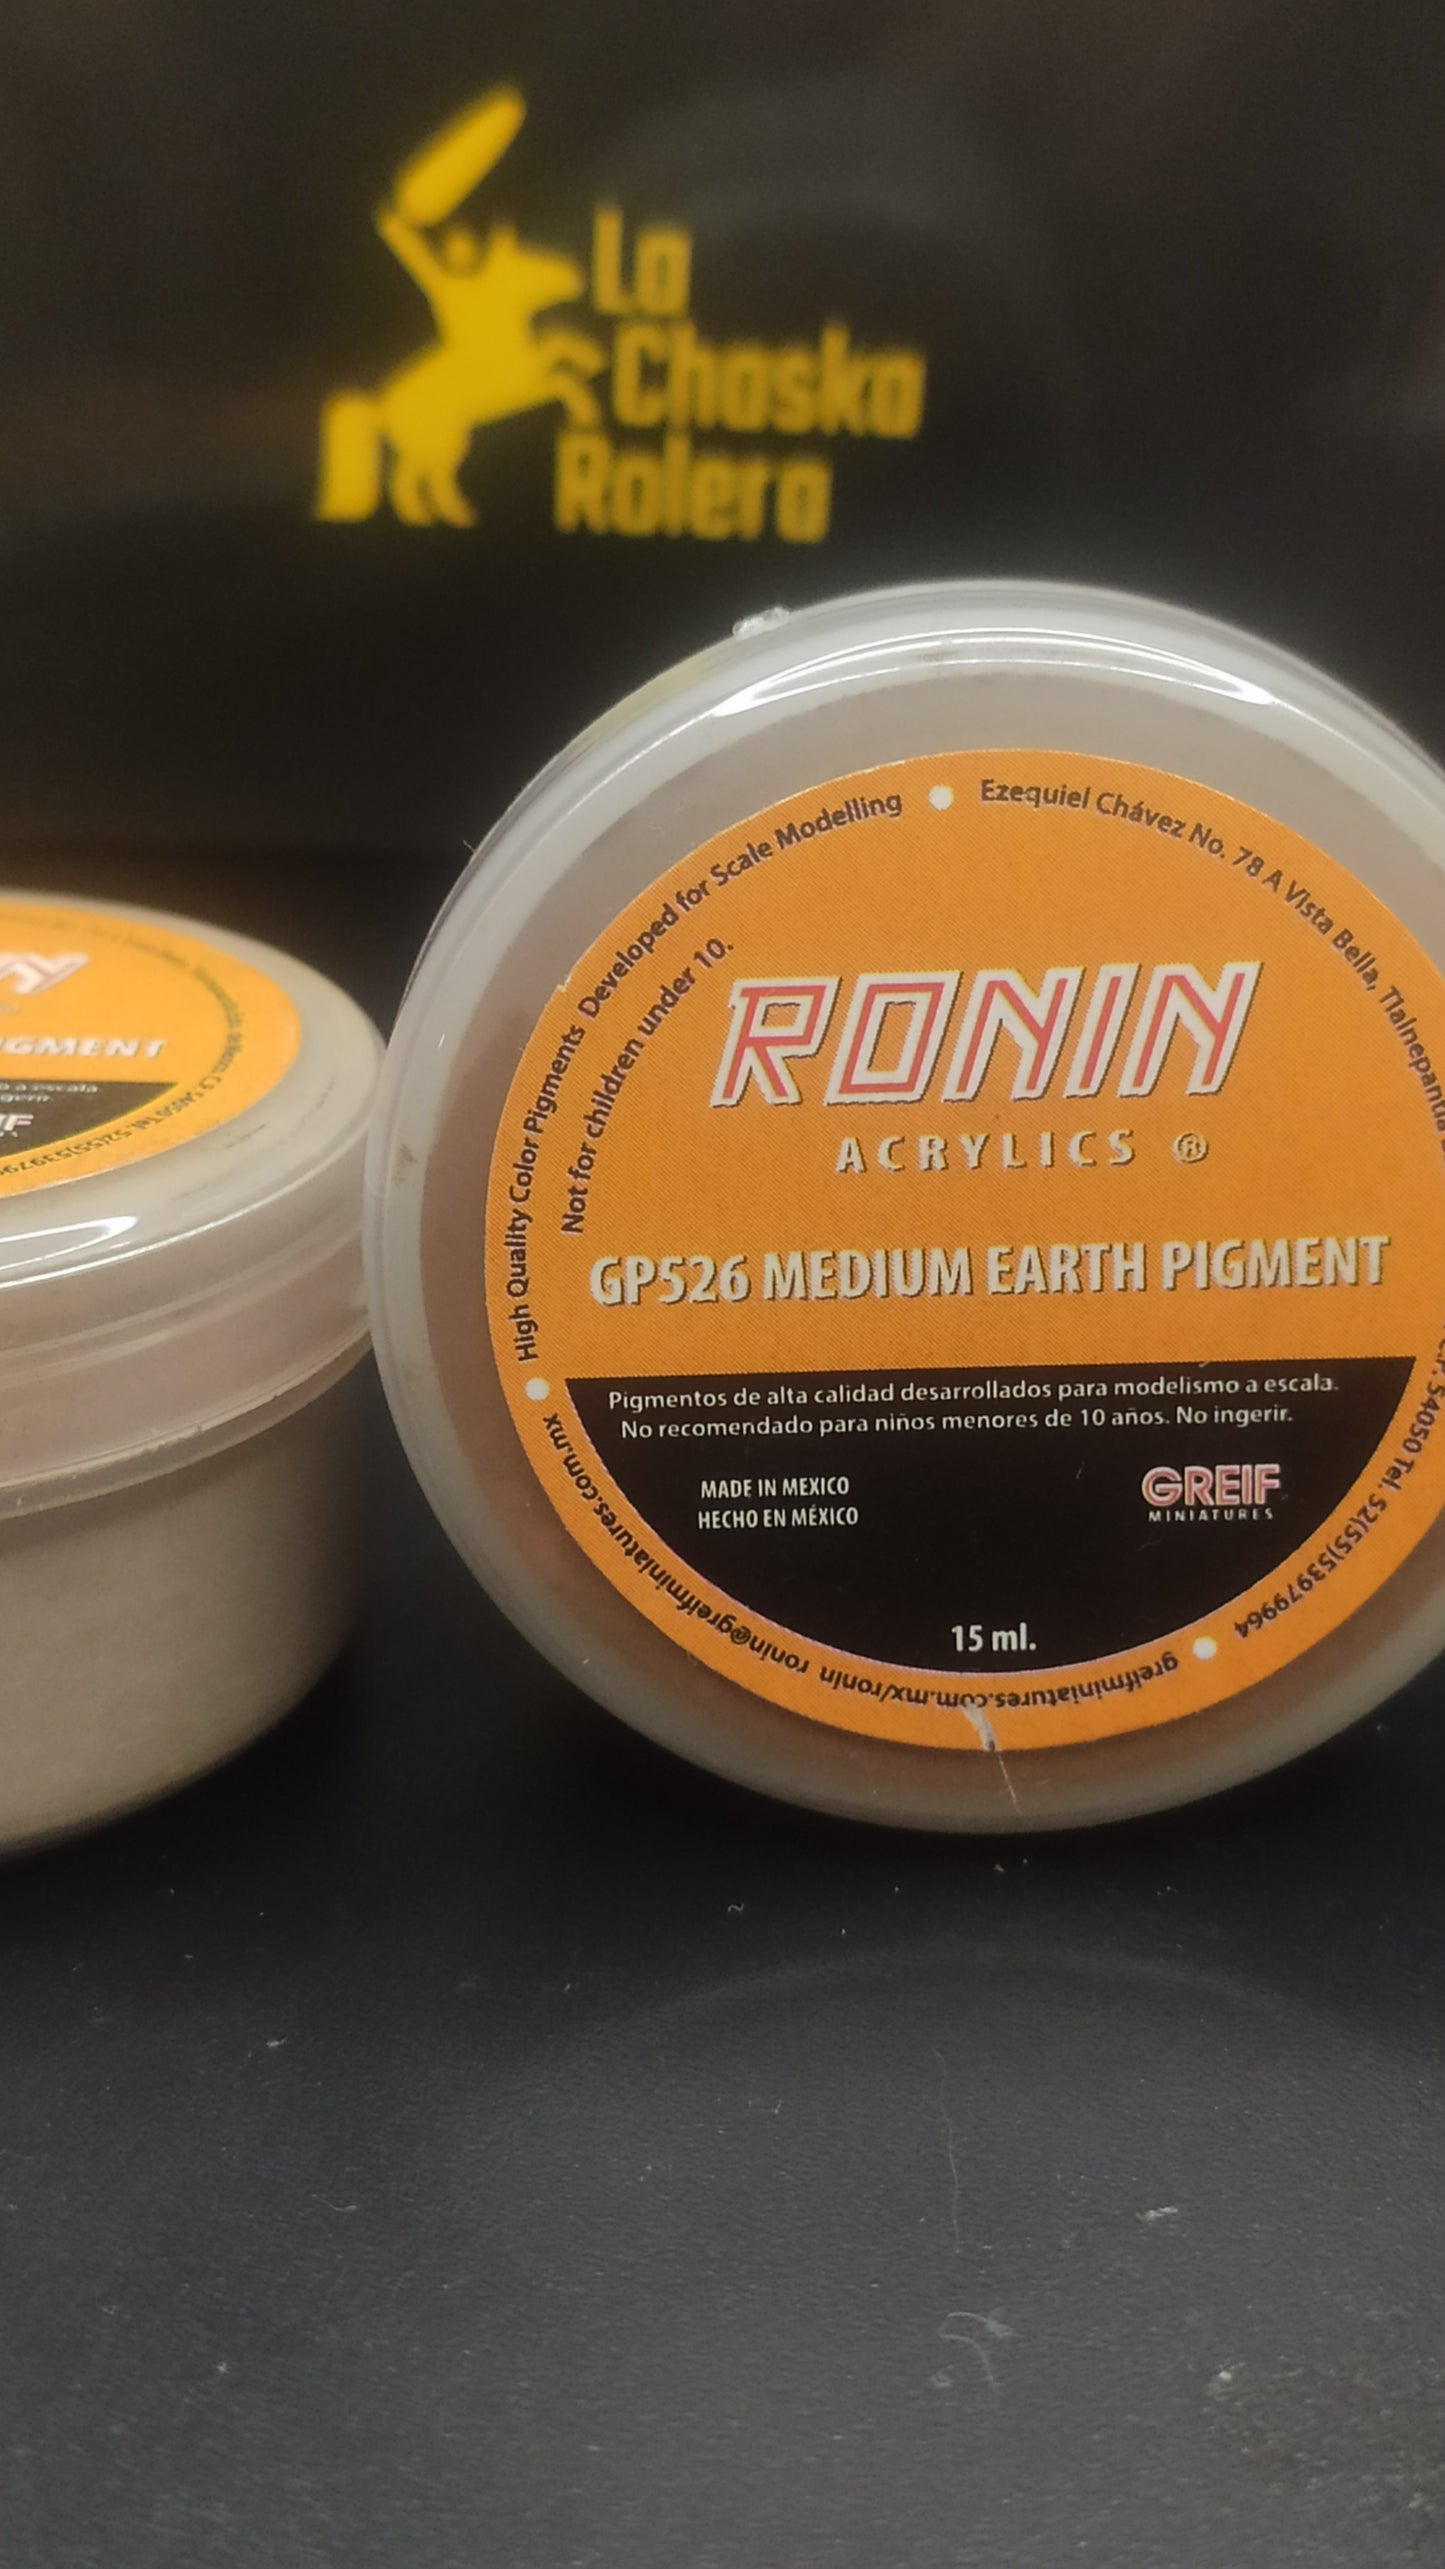 La
Chaska
Rolera
High Quality Color Pigments Developed for Scale Modelling
Ezequiel Chávez No. 78 A Vista Bella, Tlalnepantla
54050 Tel. 52(55)53979964
Not for children under 10.
RONIN
ACRYLICS ®
GP526 MEDIUM EARTH PIGMENT
Pigmentos de alta calidad desarrollados para modelismo a escala.
No recomendado para niños menores de 10 años. No ingerir.
MADE IN MEXICO
HECHO EN MÉXICO
GREIF
MINIATURES
15 ml.
greifminiatures.com.mx/ronin ronin@greifminiatures.com.mx